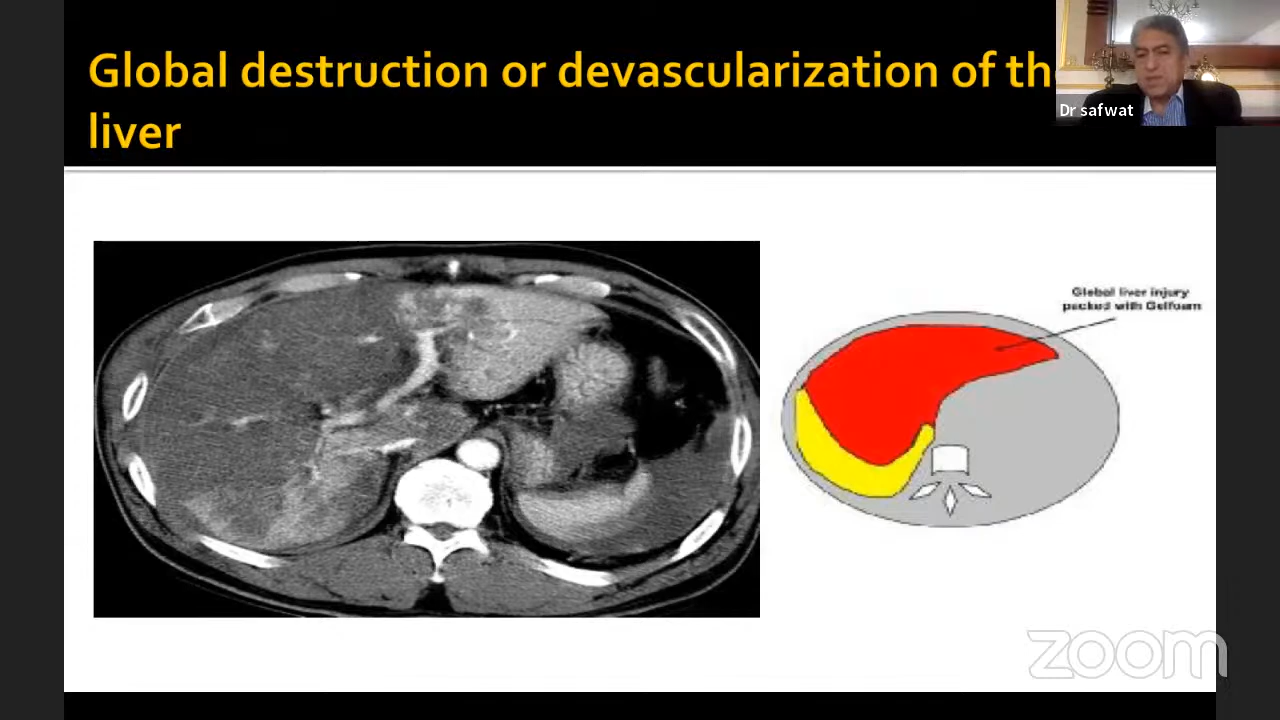 Global destruction or devascularization of th
liver
Dr safwat
Global liver injury
packed with Gelfoam
zoom